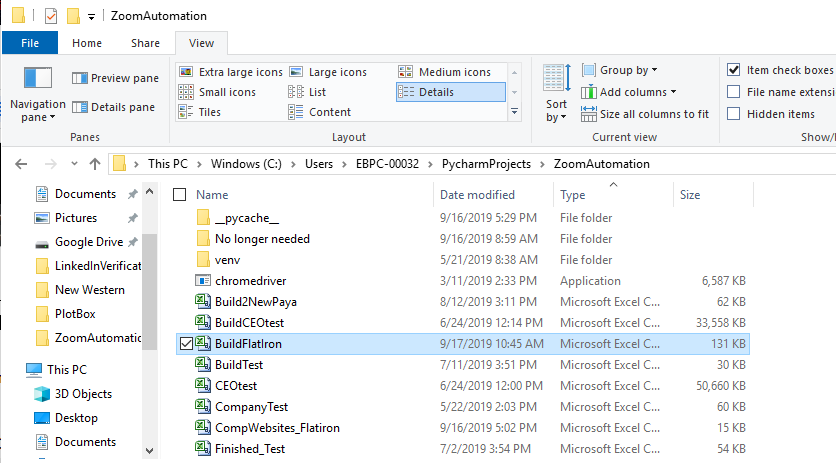 ZoomAutomation
File Home Share View
Preview pane
Details pane
Navigation pane
Panes
Extra large icons Large icons Medium icons
Small icons List Details
Tiles Content
Layout
Sort by
Group by
Add columns
Size all columns to fit
Current view
Item check boxes
File name extensi
Hidden items
Show/
This PC Windows (C:) Users EBPC-00032 PycharmProjects ZoomAutomation
Documents
Pictures
Google Drive
LinkedInVerificat
New Western
PlotBox
ZoomAutomatic
This PC
3D Objects
Desktop
Documents
Name Date modified Type Size
__pycache__ 9/16/2019 5:29 PM File folder
No longer needed 9/16/2019 8:59 AM File folder
venv 5/21/2019 8:38 AM File folder
chromedriver 3/11/2019 2:33 PM Application 6,587 KB
Build2NewPaya 8/12/2019 3:11 PM Microsoft Excel C... 62 KB
BuildCEOtest 6/24/2019 12:14 PM Microsoft Excel C... 33,558 KB
BuildFlatIron 9/17/2019 10:45 AM Microsoft Excel C... 131 KB
BuildTest 7/11/2019 3:51 PM Microsoft Excel C... 30 KB
CEOtest 6/24/2019 12:00 PM Microsoft Excel C... 50,660 KB
CompanyTest 5/22/2019 2:03 PM Microsoft Excel C... 60 KB
CompWebsites_Flatiron 9/16/2019 5:02 PM Microsoft Excel C... 15 KB
Finished_Test 7/2/2019 3:54 PM Microsoft Excel C... 54 KB